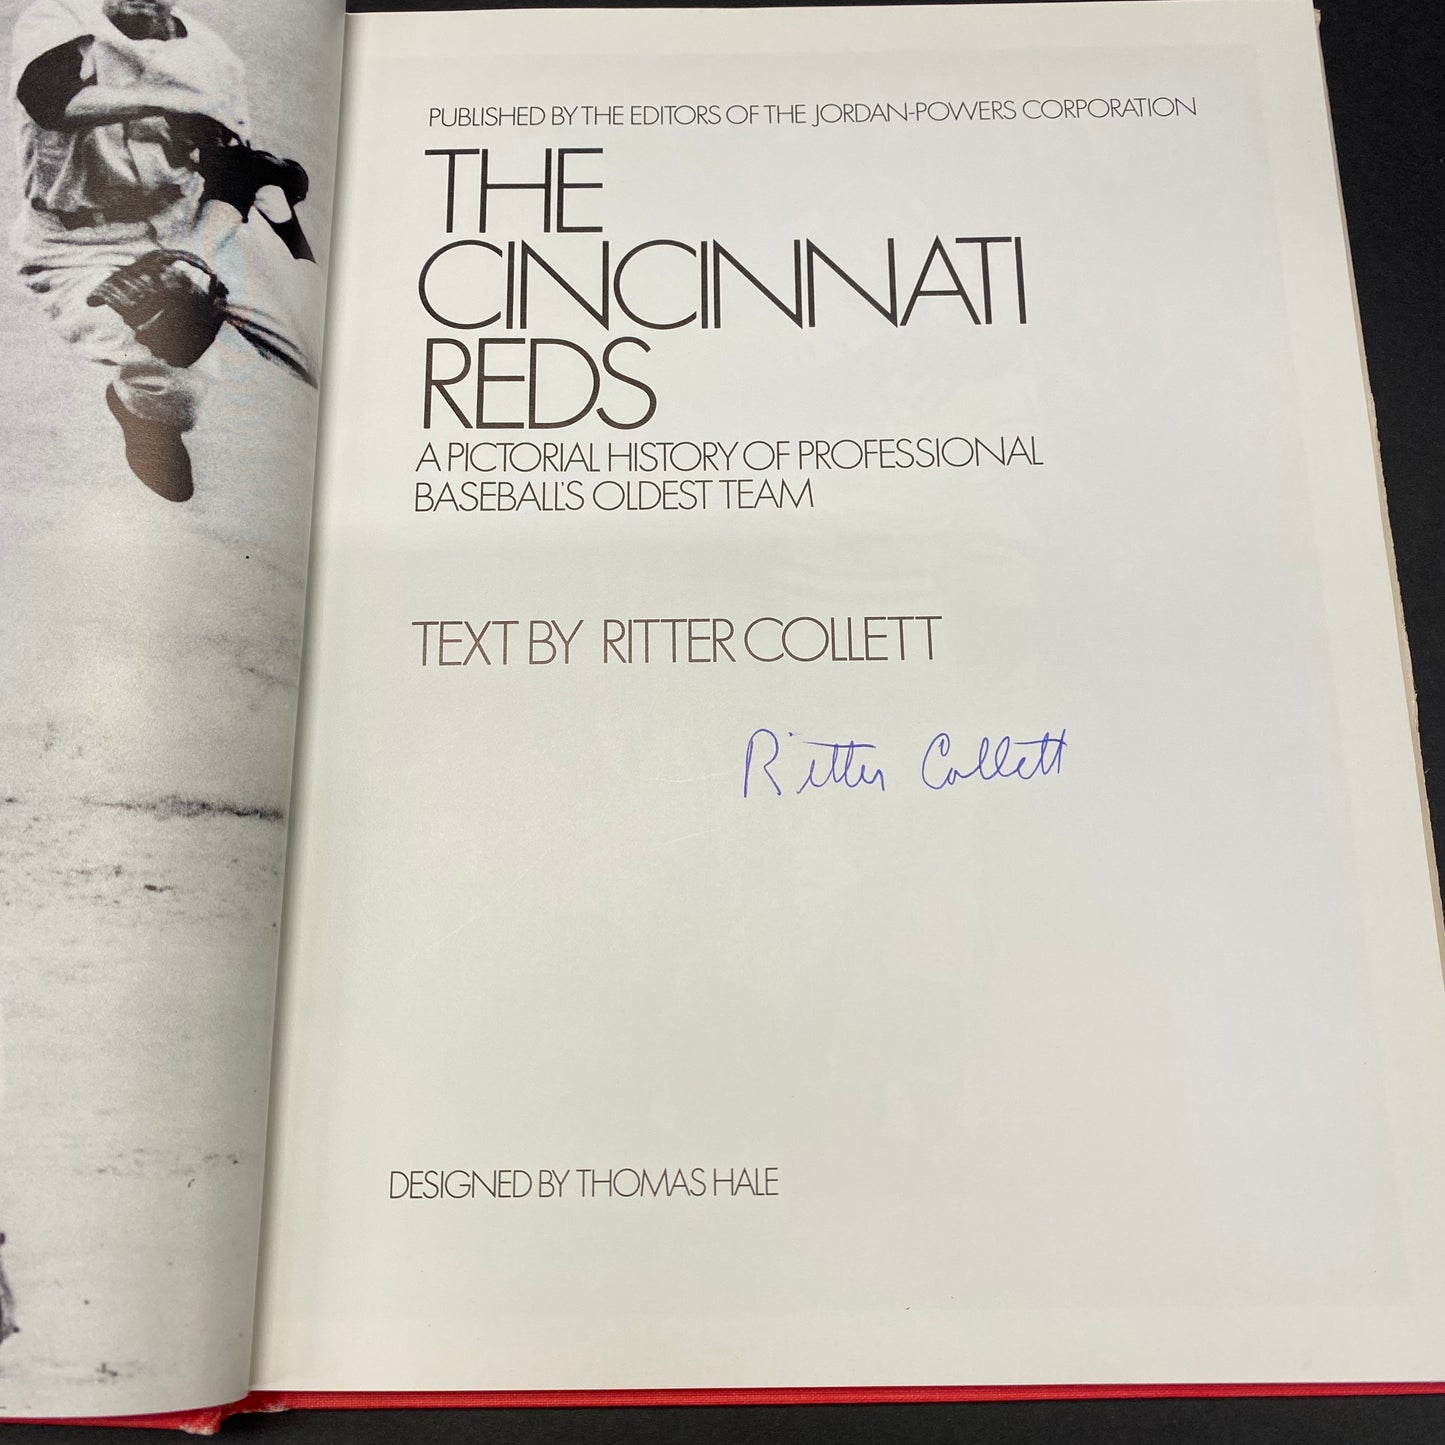 PUBLISHED BY THE EDITORS OF THE JORDAN-POWERS CORPORATION
THE
CINCINNATI
REDS
A PICTORIAL HISTORY OF PROFESSIONAL
BASEBALL'S OLDEST TEAM
TEXT BY RITTER COLLETT
Ritter Collett
DESIGNED BY THOMAS HALE